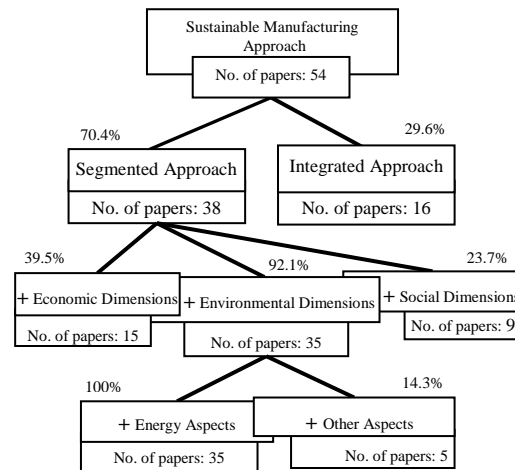 Sustainable Manufacturing
Approach
No. of papers: 54
70.4%
29.6%
Segmented Approach
Integrated Approach
No. of papers: 38
No. of papers: 16
39.5%
92.1%
23.7%
+ Economic Dimensions
+ Environmental Dimensions
+ Social Dimensions
No. of papers: 15
No. of papers: 35
No. of papers: 9
100%
14.3%
+ Energy Aspects
+ Other Aspects
No. of papers: 35
No. of papers: 5